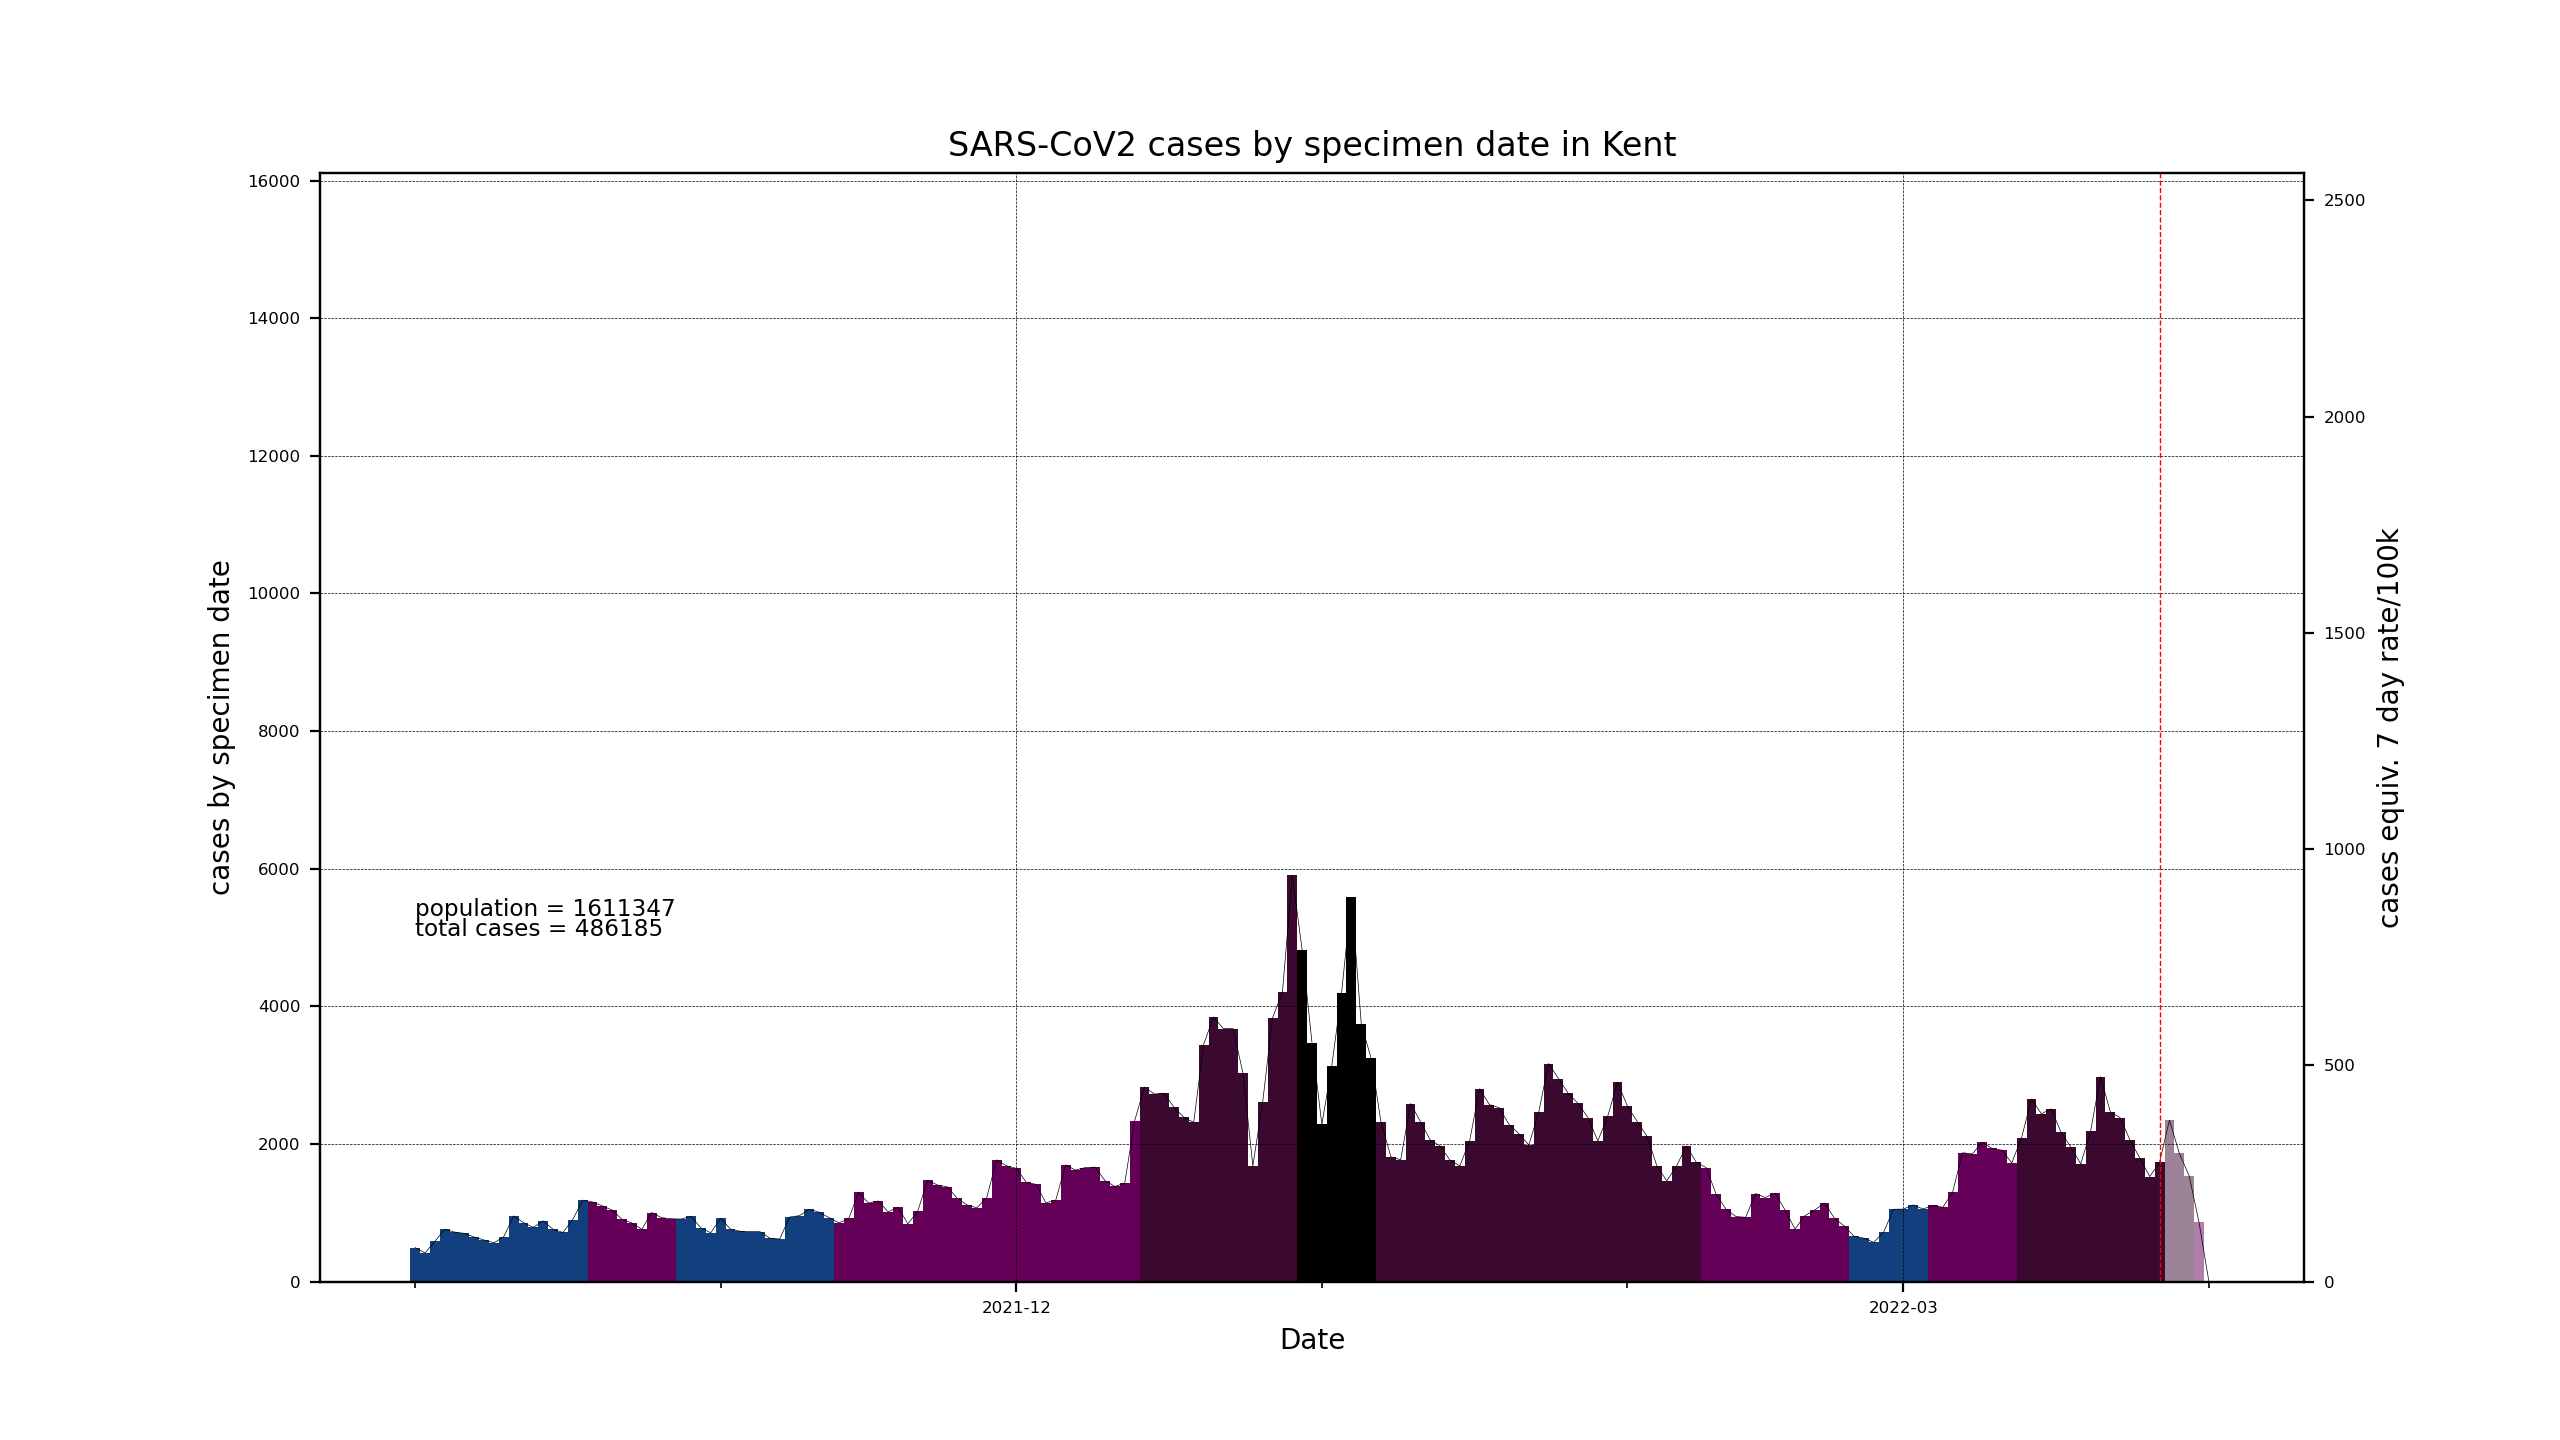 SARS-CoV2 cases by specimen date in Kent
cases by specimen date
16000
14000
12000
10000
8000
6000
4000
2000
0
population = 1611347
total cases = 486185
2500
2000
1500
1000
500
0
cases equiv. 7 day rate/100k
2021-12
2022-03
Date